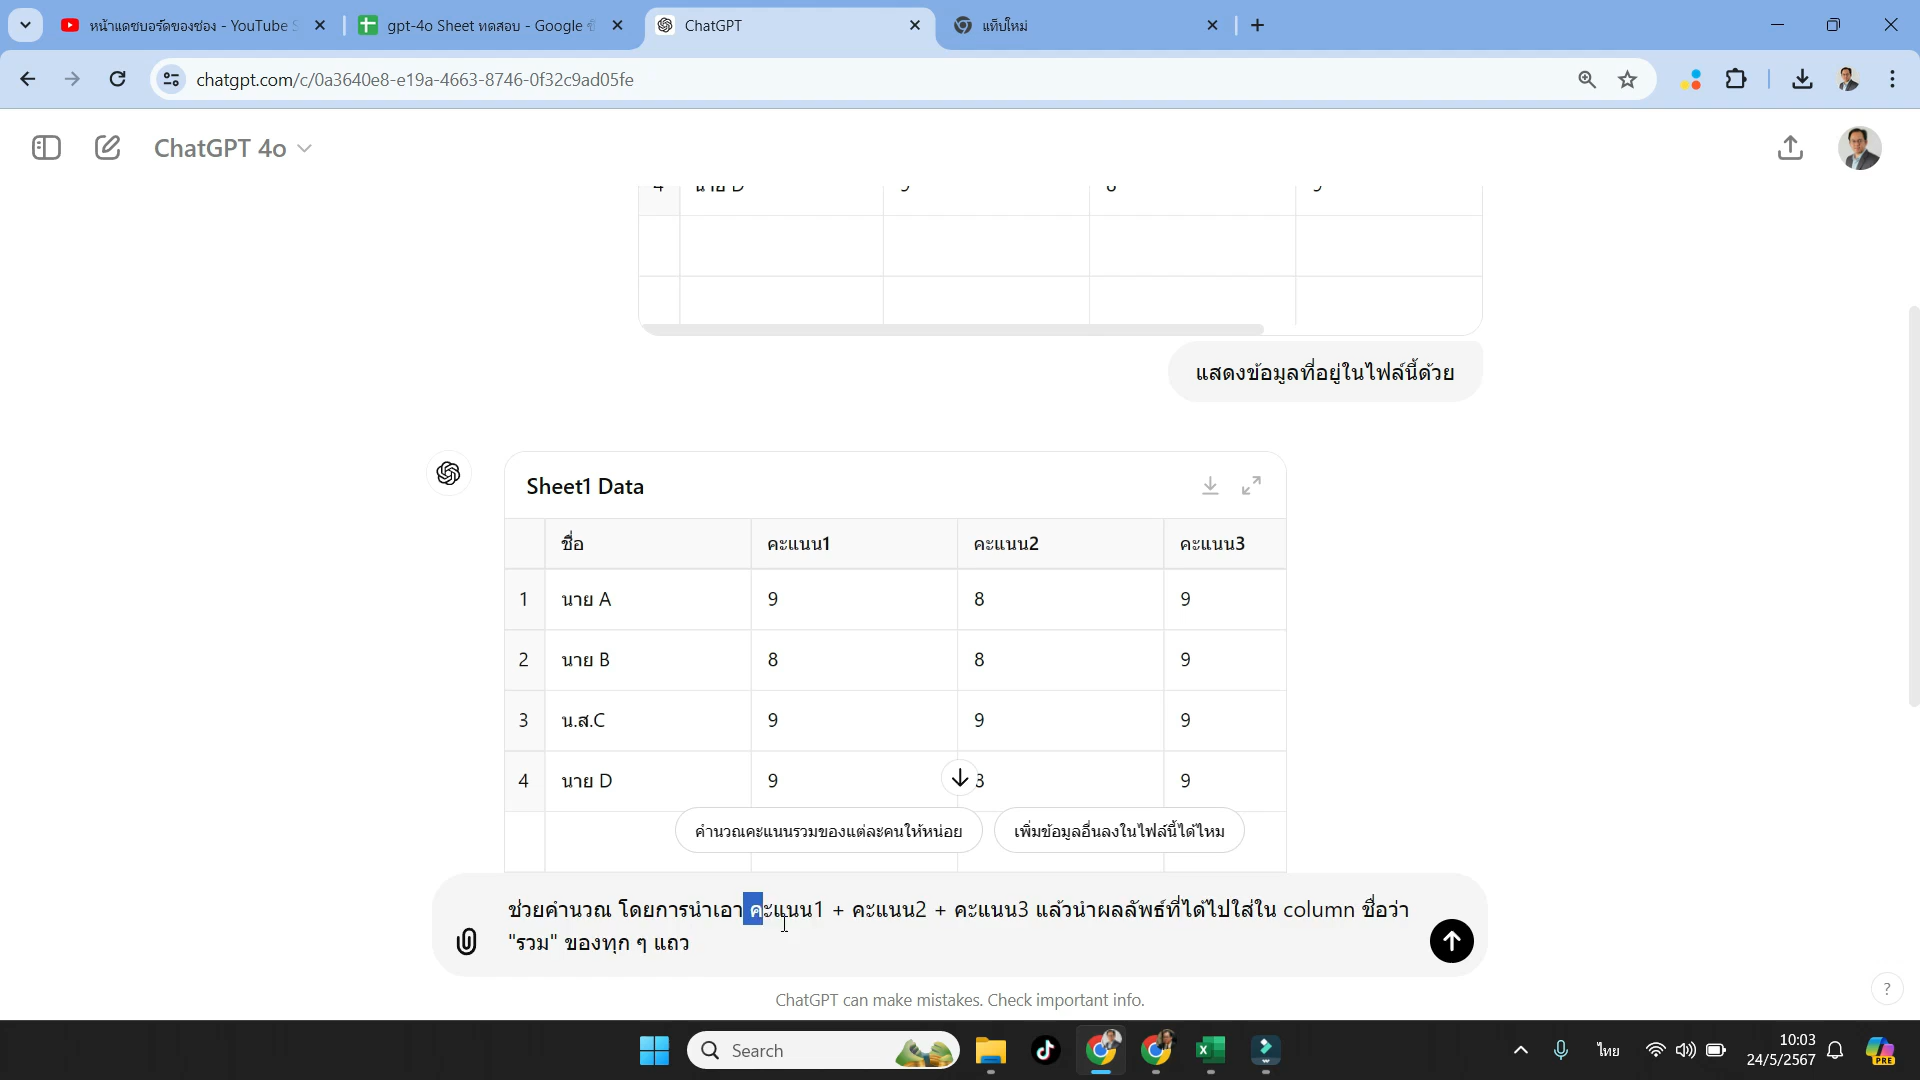 หน้าแดชบอร์ดของช่อง - YouTube S
gpt-4o Sheet ทดสอบ - Google ชี
ChatGPT
แท็บใหม่
chatgpt.com/c/0a3640e8-e19a-4663-8746-0f32c9ad05fe
ChatGPT 4o
4 นาย D 9 8 9
แสดงข้อมูลที่อยู่ในไฟล์นี้ด้วย
Sheet1 Data
ชื่อ คะแนน1 คะแนน2 คะแนน3
1 นาย A 9 8 9
2 นาย B 8 8 9
3 น.ส.C 9 9 9
4 นาย D 9 8 9
คำนวณคะแนนรวมของแต่ละคนให้หน่อย
เพิ่มข้อมูลอื่นลงในไฟล์นี้ได้ไหม
ช่วยคำนวณ โดยการนำเอา คะแนน1 + คะแนน2 + คะแนน3 แล้วนำผลลัพธ์ที่ได้ไปใส่ใน column ชื่อว่า
"รวม" ของทุก ๆ แถว
ChatGPT can make mistakes. Check important info.
?
Search
ไทย
10:03
24/5/2567
PRE